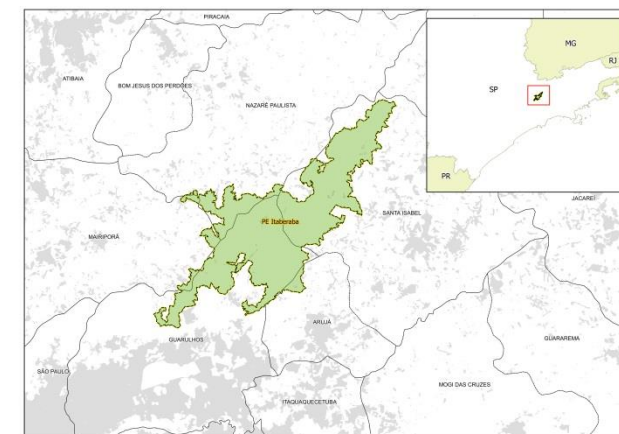 PIRACAIA
MG
RJ
ATIBAIA
BOM JESUS DOS PERDÕES
SP
NAZARÉ PAULISTA
PR
JACAREÍ
SANTA ISABEL
PE Itaberaba
MAIRIPORÃ
ARUJÁ
GUARULHOS
GUARAREMA
SÃO PAULO
MOGI DAS CRUZES
ITAQUAQUECETUBA